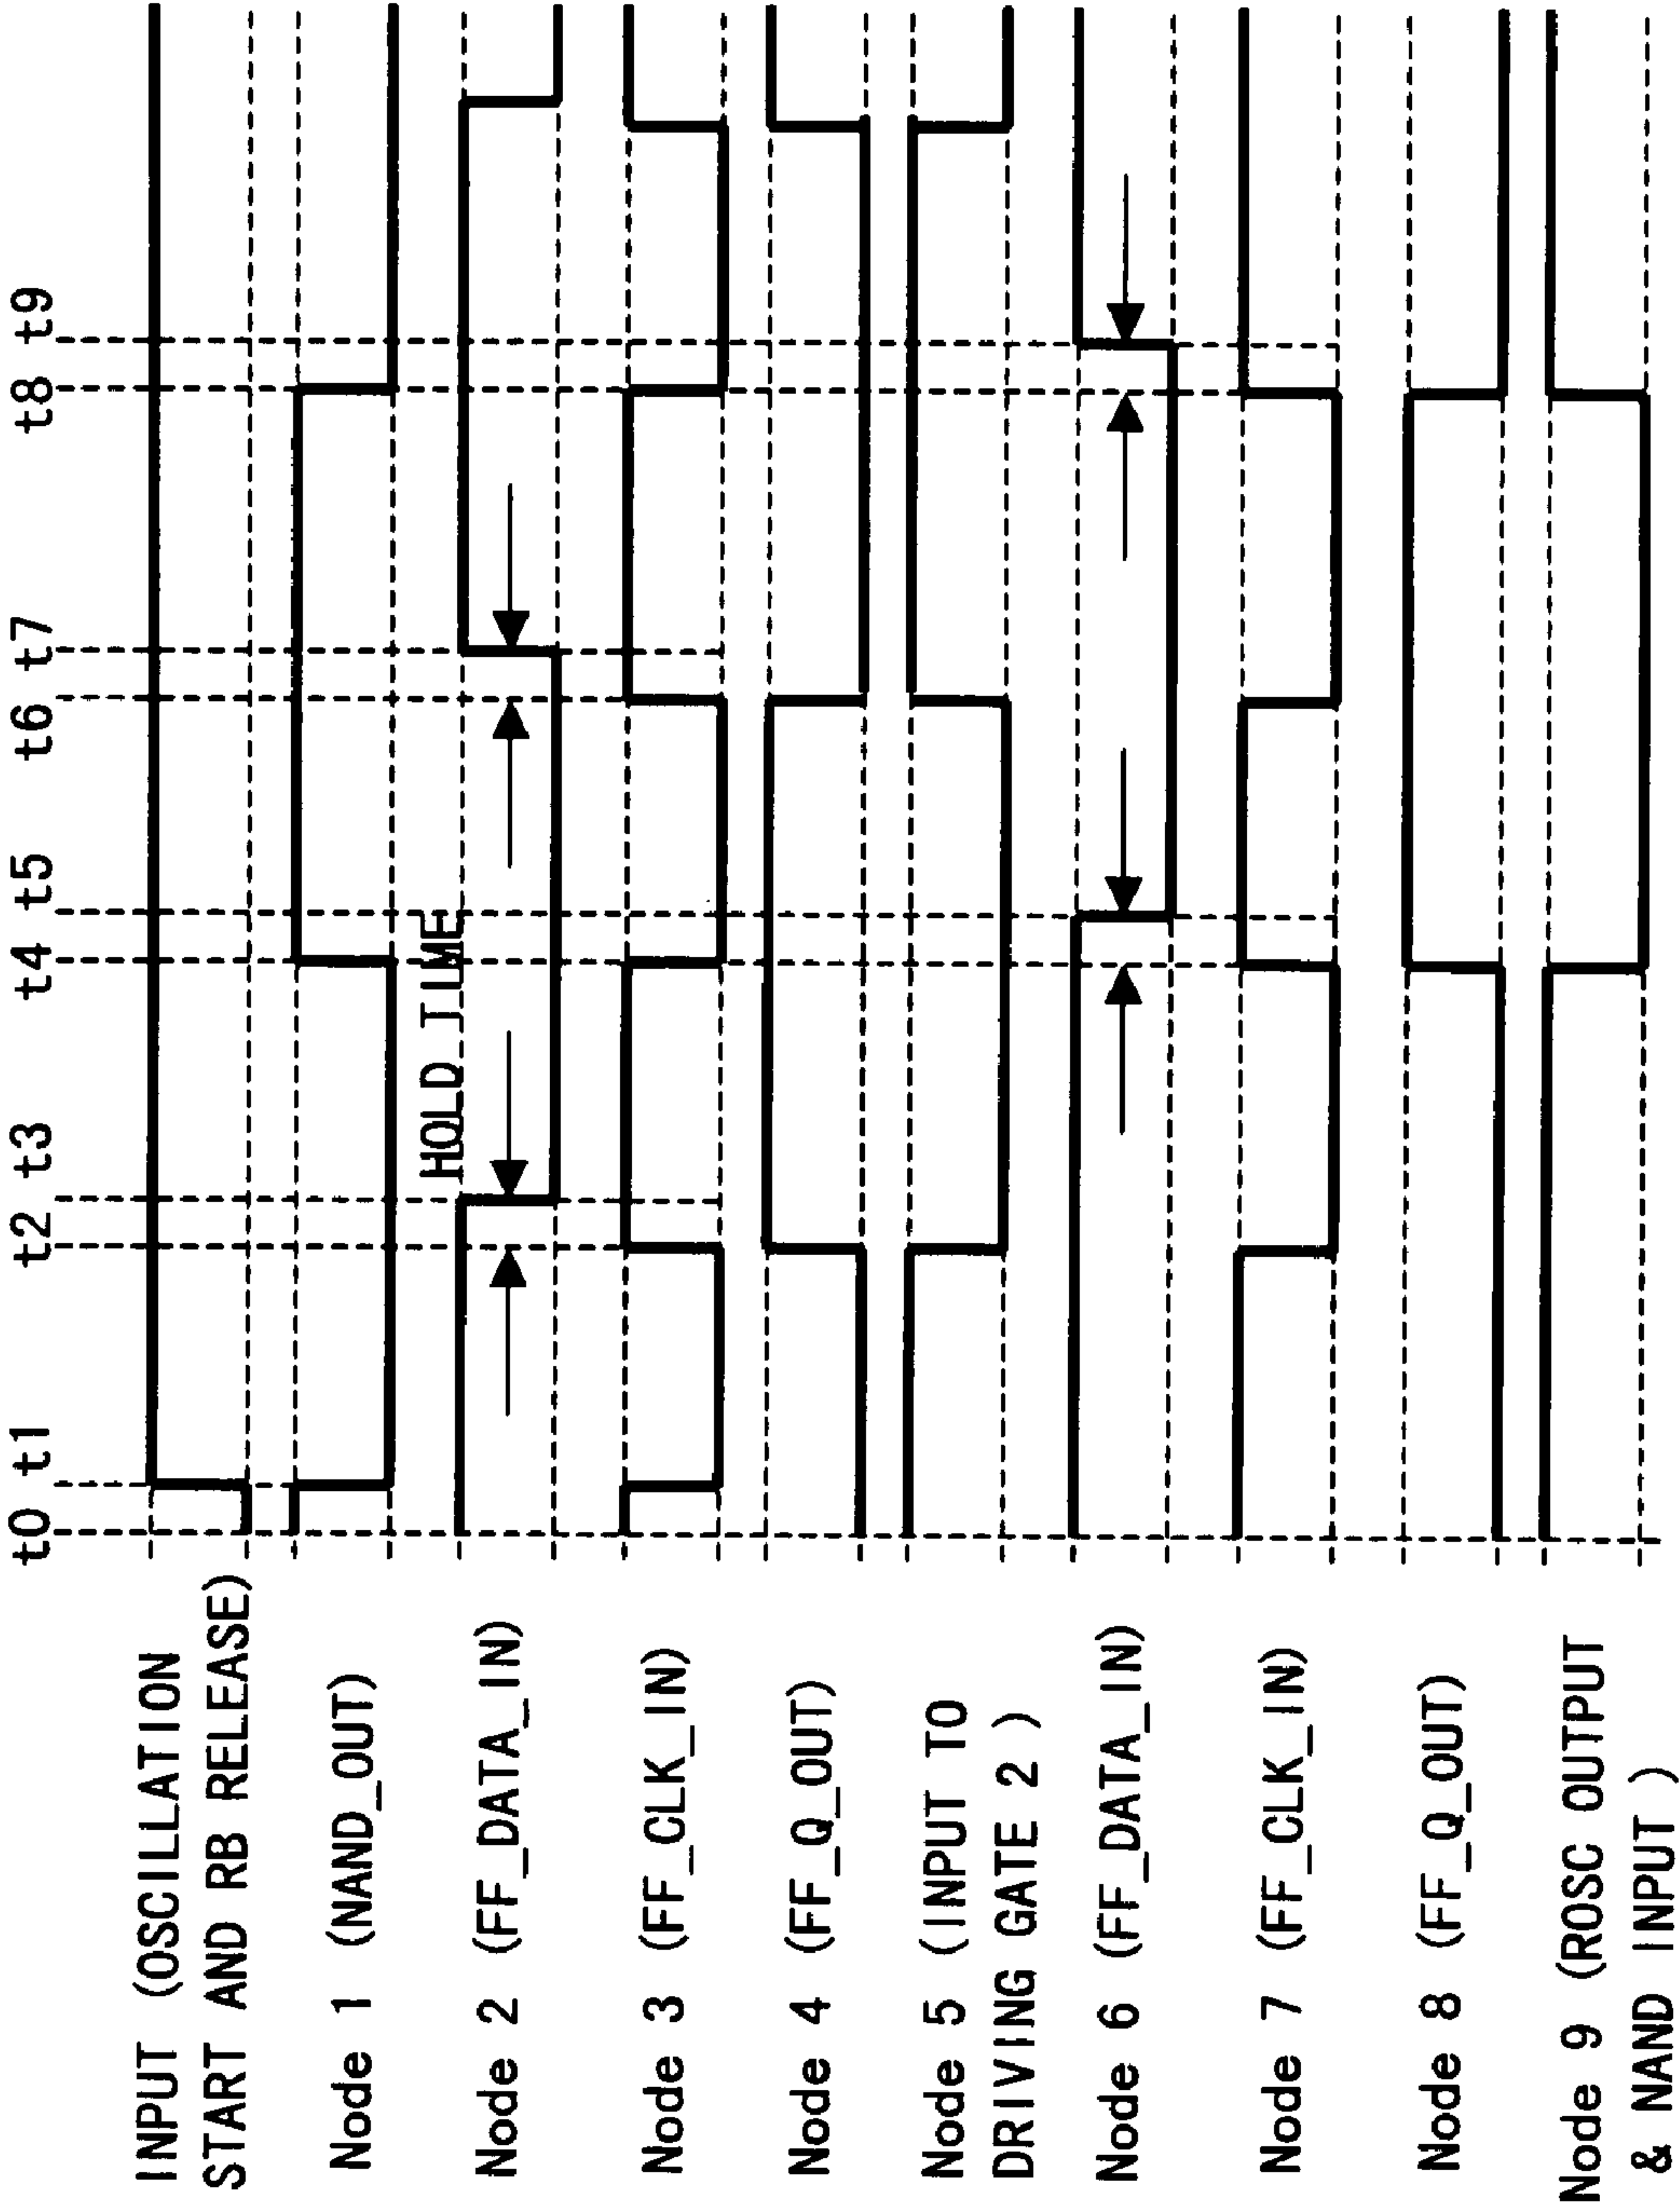 t0 t1 t2 t3 t4 t5 t6 t7 t8 t9
INPUT (OSCILLATION
START AND RB RELEASE)
Node 1 (NAND_OUT)
HOLD TIME
Node 2 (FF_DATA_IN)
Node 3 (FF_CLK_IN)
Node 4 (FF_Q_OUT)
Node 5 (INPUT TO
DRIVING GATE 2 )
Node 6 (FF_DATA_IN)
Node 7 (FF_CLK_IN)
Node 8 (FF_Q_OUT)
Node 9 (ROSC OUTPUT
& NAND INPUT )